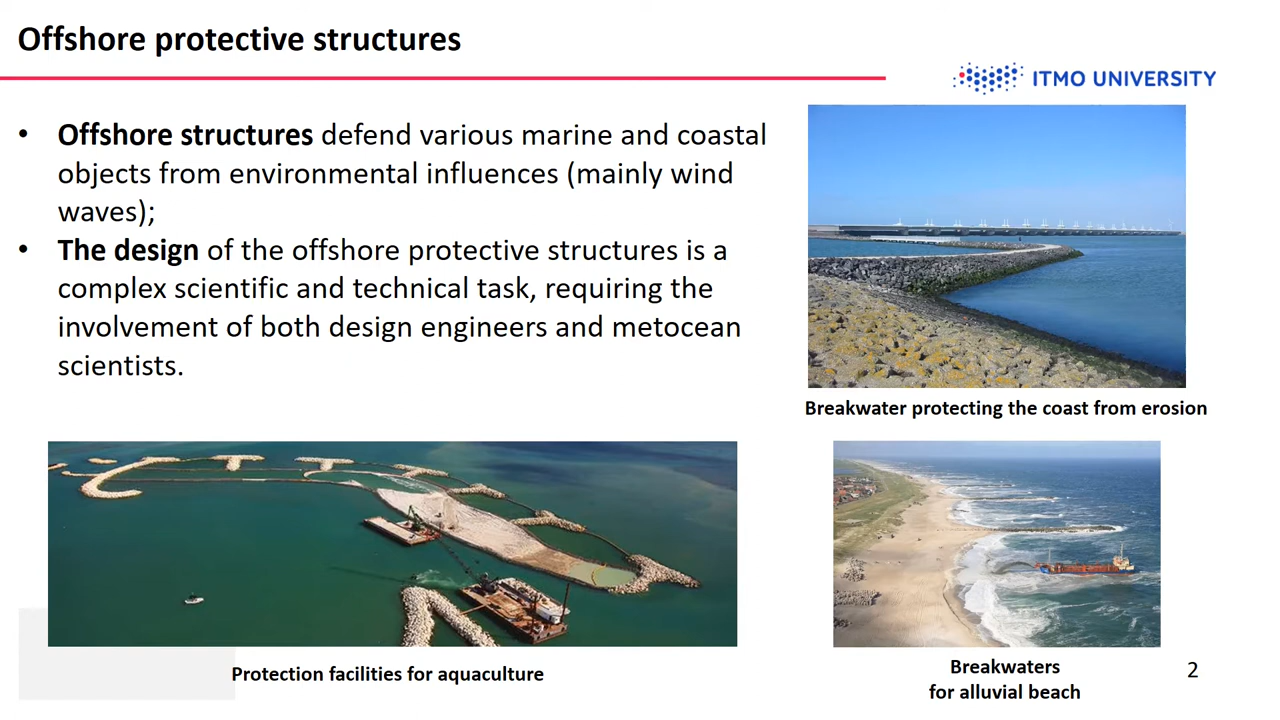 Offshore protective structures
ITMO UNIVERSITY
• Offshore structures defend various marine and coastal
objects from environmental influences (mainly wind
waves);
• The design of the offshore protective structures is a
complex scientific and technical task, requiring the
involvement of both design engineers and metocean
scientists.
Breakwater protecting the coast from erosion
Protection facilities for aquaculture
Breakwaters
for alluvial beach
2